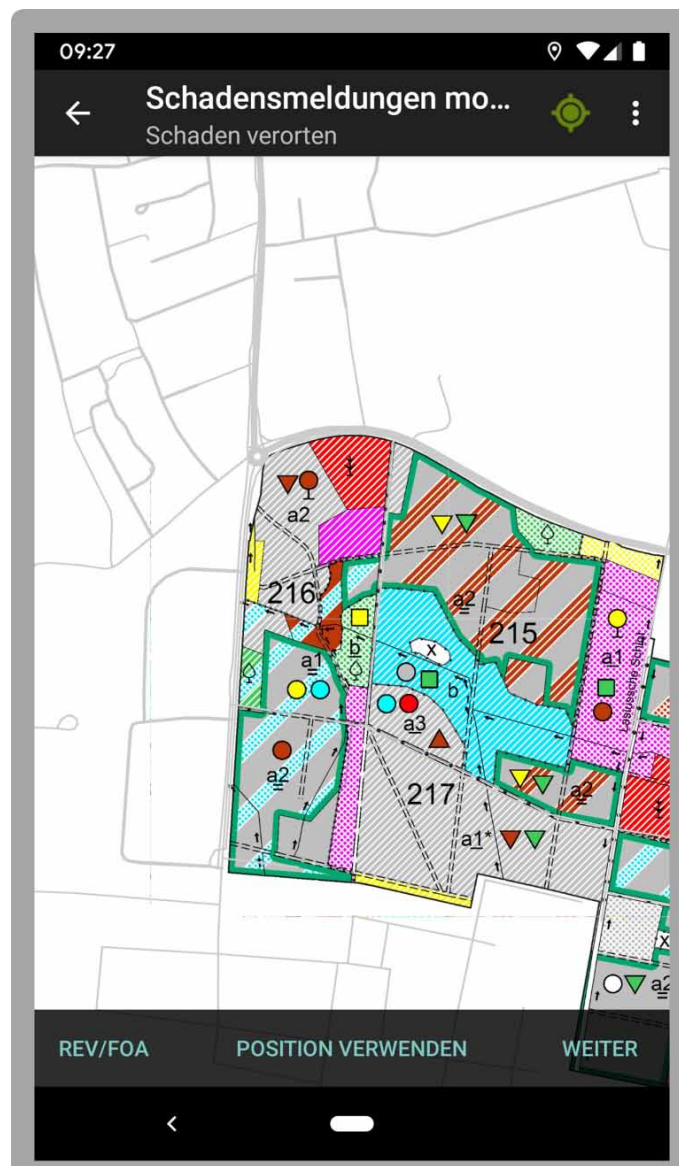 09:27
Schadensmeldungen mo...
Schaden verorten
a2
216
a2
215
a1
b
x
a1
b
a3
a2
217
a2
a1*
x
a2
REV/FOA
POSITION VERWENDEN
WEITER